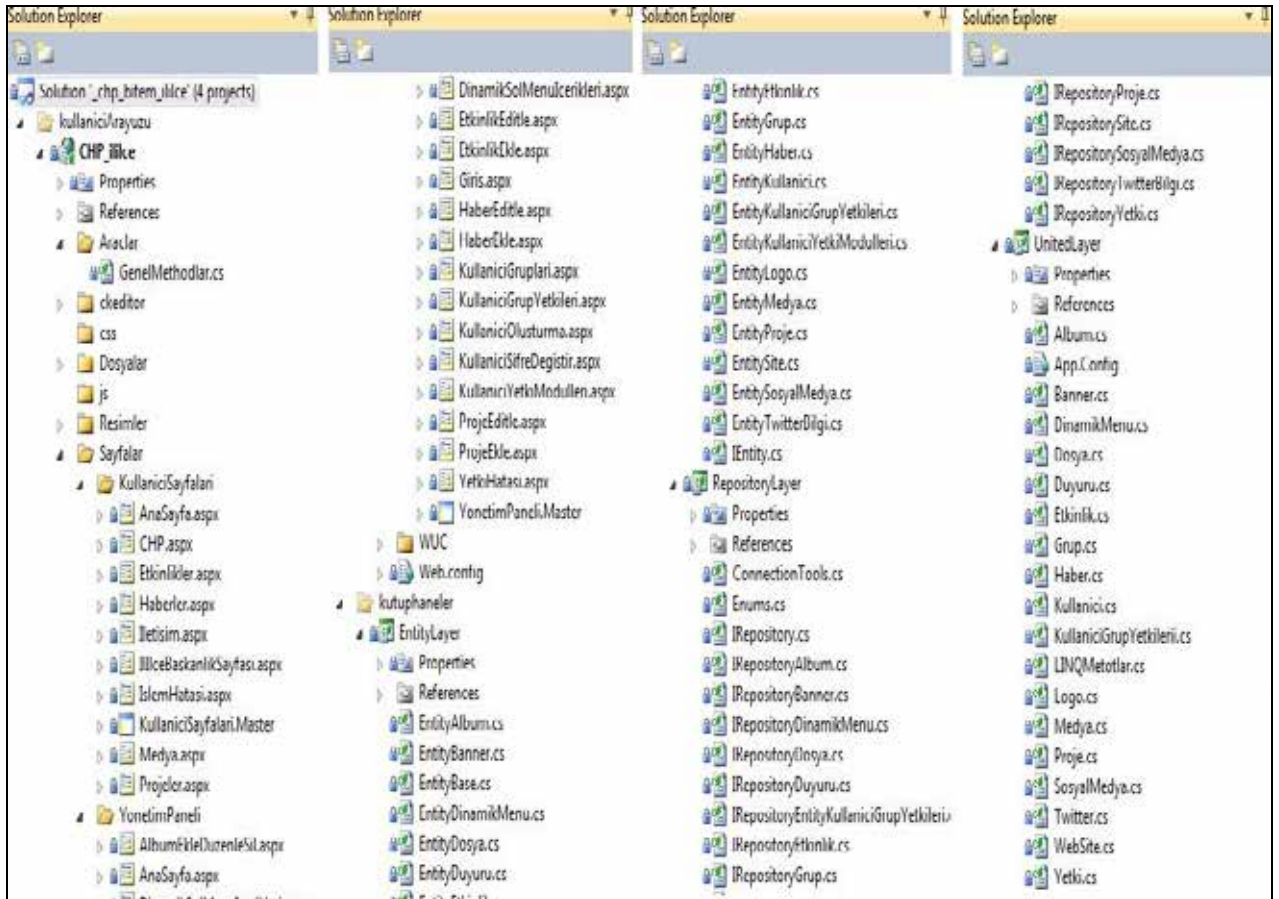 Solution Explorer
Solution '_chp_bitem_ililce' (4 projects)
kullaniciArayuzu
CHP_ililce
Properties
References
Araclar
GenelMethodlar.cs
ckeditor
css
Dosyalar
js
Resimler
Sayfalar
KullaniciSayfalari
AnaSayfa.aspx
CHP.aspx
Etkinlikler.aspx
Haberler.aspx
Iletisim.aspx
IlIlceBaskanlikSayfasi.aspx
IslemHatasi.aspx
KullaniciSayfalari.Master
Medya.aspx
Projeler.aspx
YonetimPaneli
AlbumEkleDuzenleSil.aspx
AnaSayfa.aspx
Solution Explorer
DinamikSolMenuIcerikleri.aspx
EtkinlikEditle.aspx
EtkinlikEkle.aspx
Giris.aspx
HaberEditle.aspx
HaberEkle.aspx
KullaniciGruplari.aspx
KullaniciGrupYetkileri.aspx
KullaniciOlusturma.aspx
KullaniciSifreDegistir.aspx
KullaniciYetkiModulleri.aspx
ProjeEditle.aspx
ProjeEkle.aspx
YetkiHatasi.aspx
YonetimPaneli.Master
WUC
Web.config
kutuphaneler
EntityLayer
Properties
References
EntityAlbum.cs
EntityBanner.cs
EntityBase.cs
EntityDinamikMenu.cs
EntityDosya.cs
EntityDuyuru.cs
Solution Explorer
EntityEtkinlik.cs
EntityGrup.cs
EntityHaber.cs
EntityKullanici.cs
EntityKullaniciGrupYetkileri.cs
EntityKullaniciYetkiModulleri.cs
EntityLogo.cs
EntityMedya.cs
EntityProje.cs
EntitySite.cs
EntitySosyalMedya.cs
EntityTwitterBilgi.cs
IEntity.cs
RepositoryLayer
Properties
References
ConnectionTools.cs
Enums.cs
IRepository.cs
IRepositoryAlbum.cs
IRepositoryBanner.cs
IRepositoryDinamikMenu.cs
IRepositoryDosya.cs
IRepositoryDuyuru.cs
IRepositoryEntityKullaniciGrupYetkileri.
IRepositoryEtkinlik.cs
IRepositoryGrup.cs
Solution Explorer
IRepositoryProje.cs
IRepositorySite.cs
IRepositorySosyalMedya.cs
IRepositoryTwitterBilgi.cs
IRepositoryYetki.cs
UnitedLayer
Properties
References
Album.cs
App.Config
Banner.cs
DinamikMenu.cs
Dosya.cs
Duyuru.cs
Etkinlik.cs
Grup.cs
Haber.cs
Kullanici.cs
KullaniciGrupYetkilerii.cs
LINQMetotlar.cs
Logo.cs
Medya.cs
Proje.cs
SosyalMedya.cs
Twitter.cs
WebSite.cs
Yetki.cs